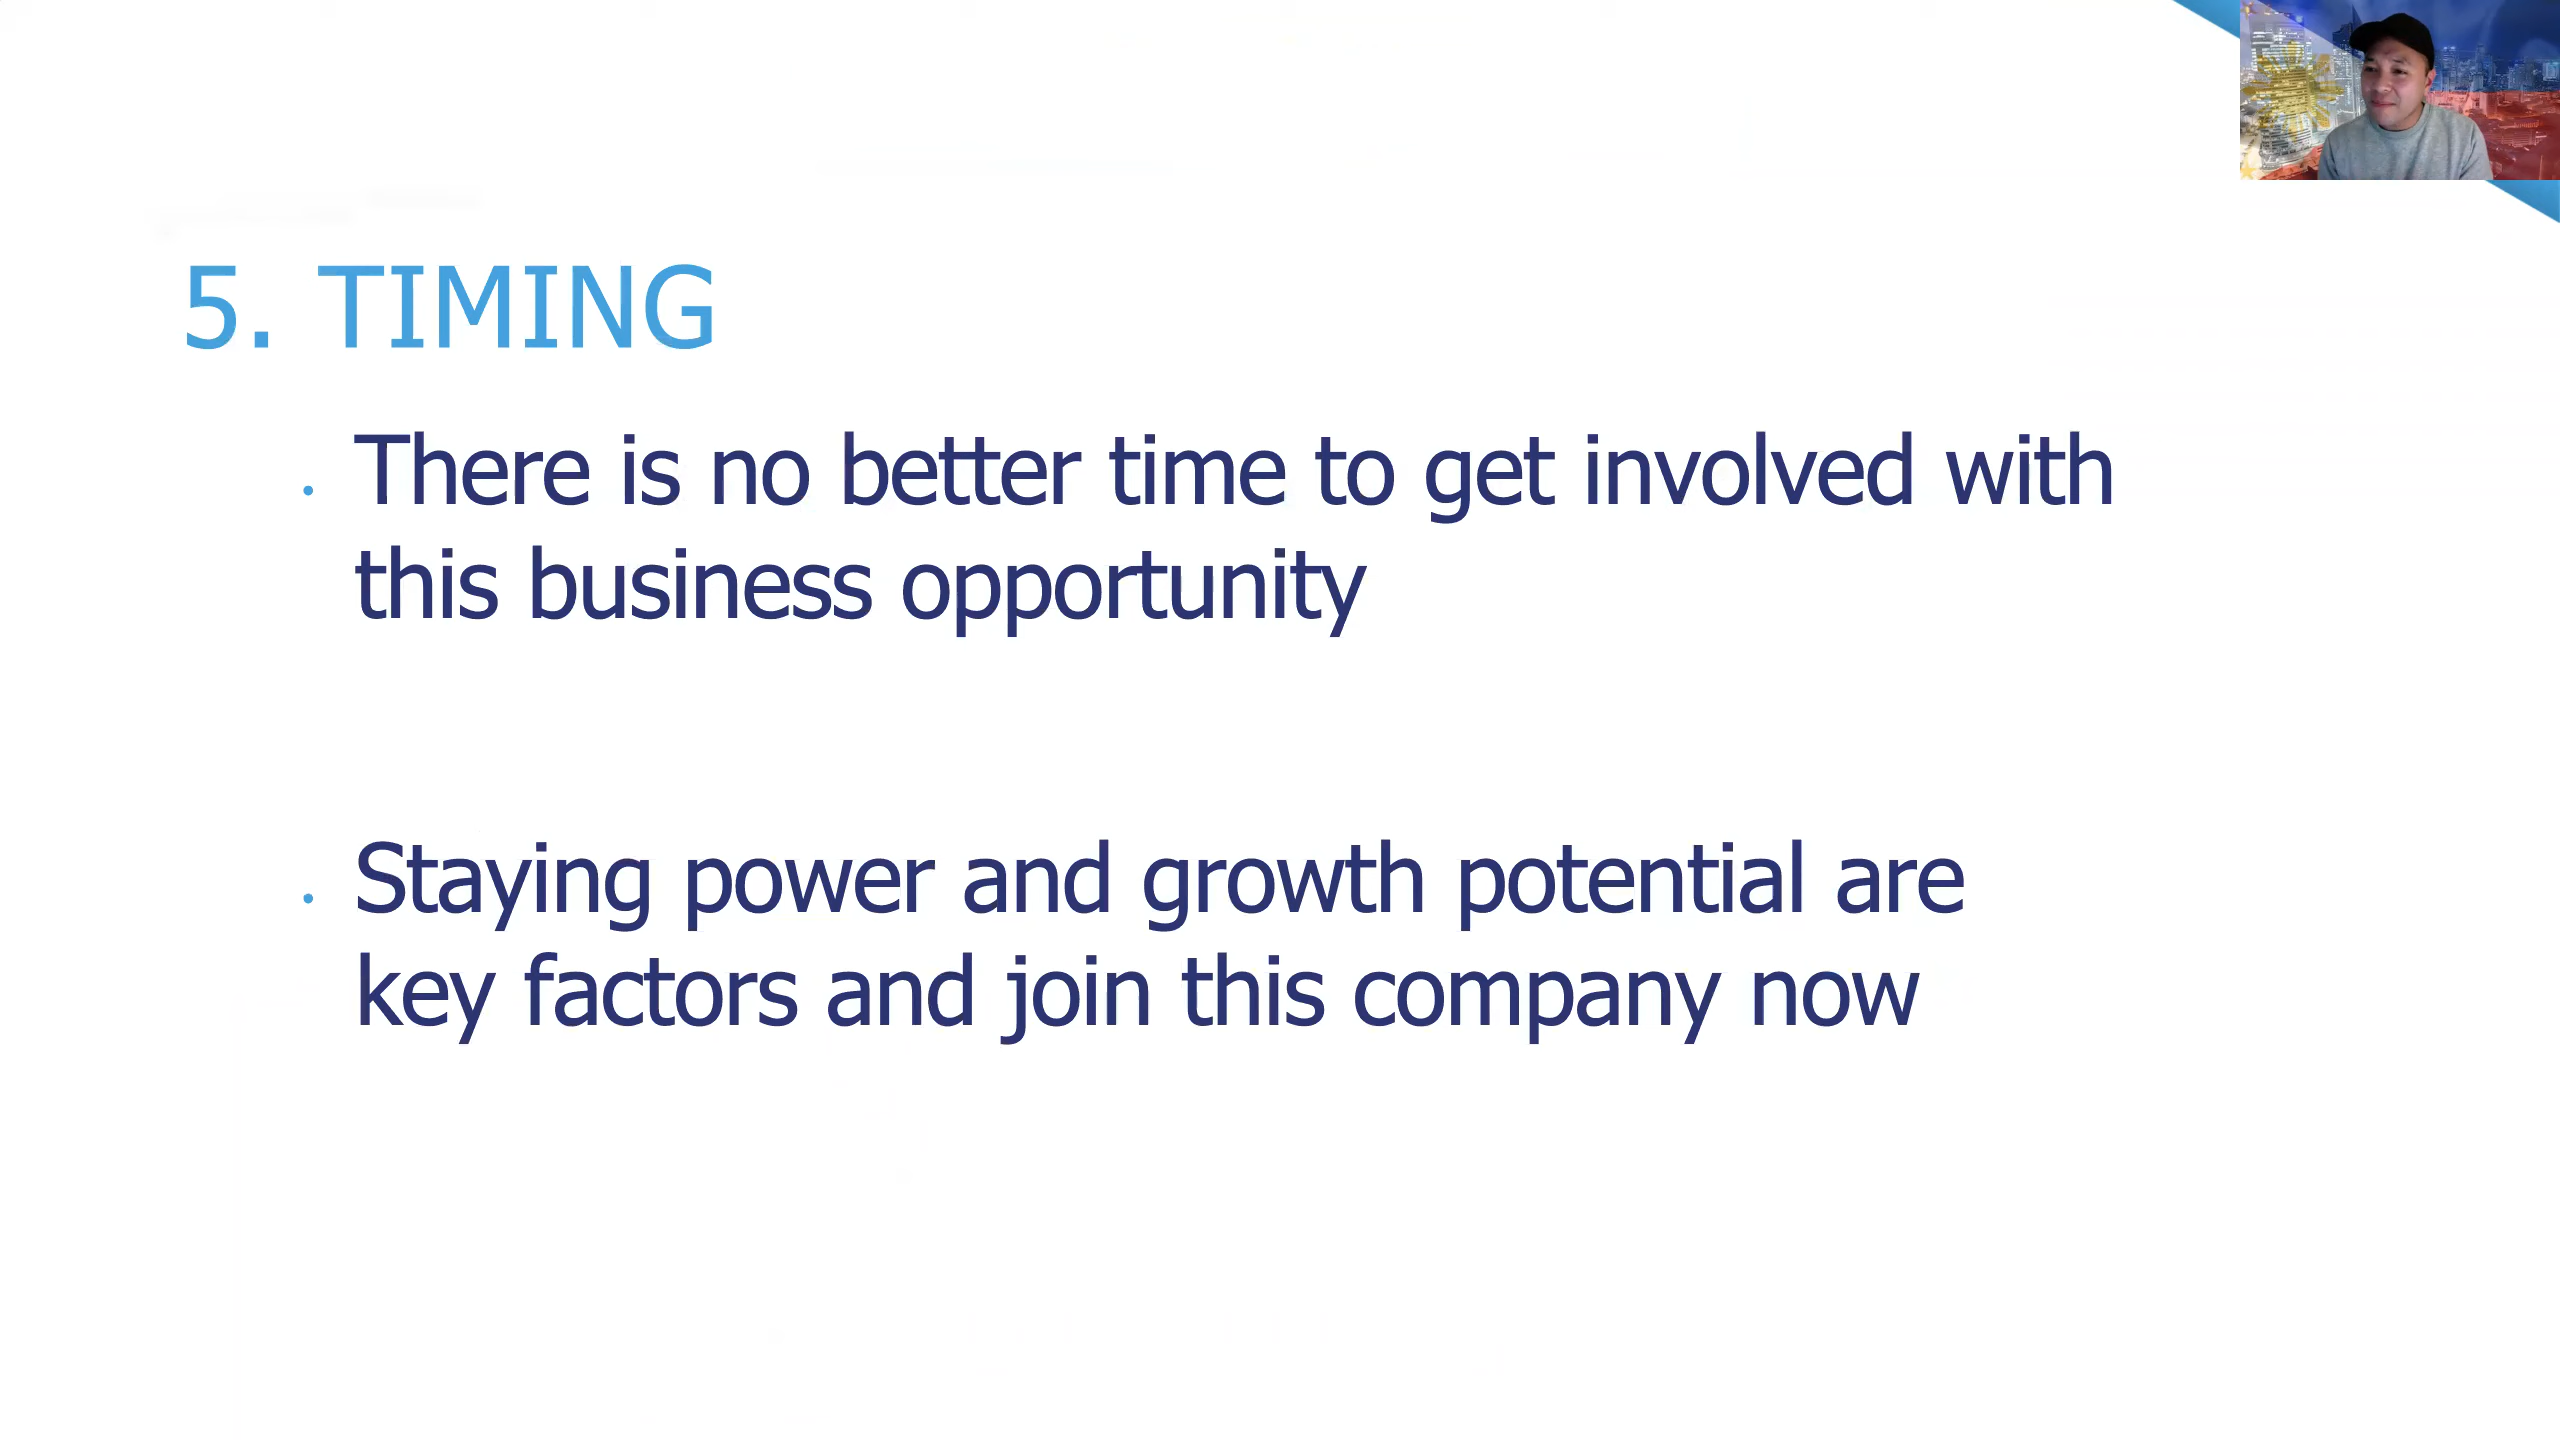 5. TIMING
There is no better time to get involved with
this business opportunity
Staying power and growth potential are
key factors and join this company now